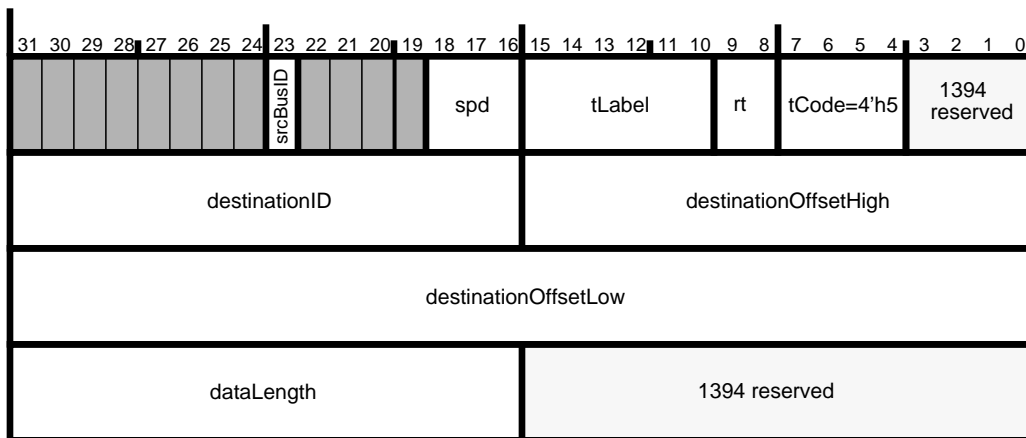 31 30 29 28 27 26 25 24 23 22 21 20 19 18 17 16 15 14 13 12 11 10 9 8 7 6 5 4 3 2 1 0
srcBusID
spd
tLabel
rt
tCode=4'h5
1394
reserved
destinationID
destinationOffsetHigh
destinationOffsetLow
dataLength
1394 reserved